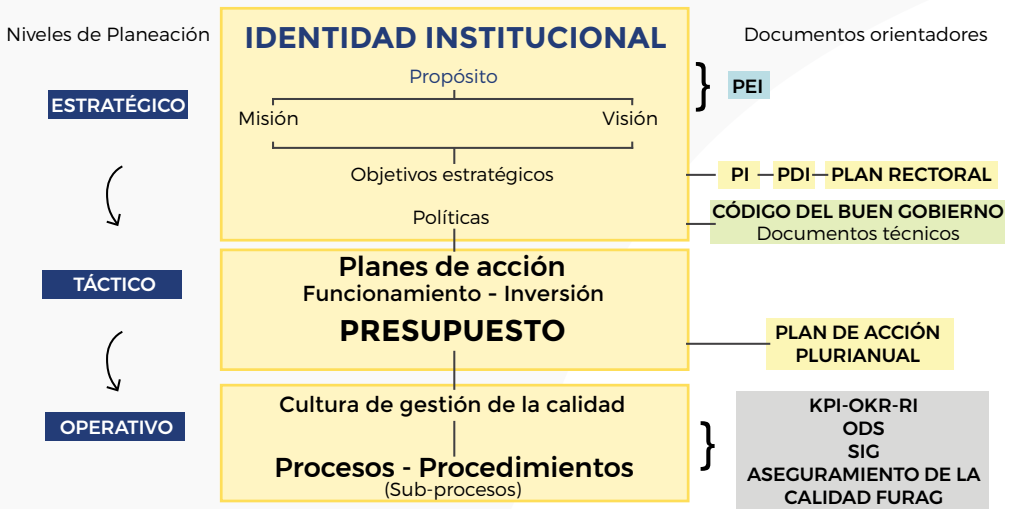 Niveles de Planeación
IDENTIDAD INSTITUCIONAL
Documentos orientadores
Propósito
PEI
ESTRATÉGICO
Misión
Visión
Objetivos estratégicos
PI
PDI
PLAN RECTORAL
Políticas
CÓDIGO DEL BUEN GOBIERNO
Documentos técnicos
Planes de acción
TÁCTICO
Funcionamiento - Inversión
PRESUPUESTO
PLAN DE ACCIÓN
PLURIANUAL
Cultura de gestión de la calidad
OPERATIVO
KPI-OKR-RI
ODS
SIG
ASEGURAMIENTO DE LA
CALIDAD FURAG
Procesos - Procedimientos
(Sub-procesos)